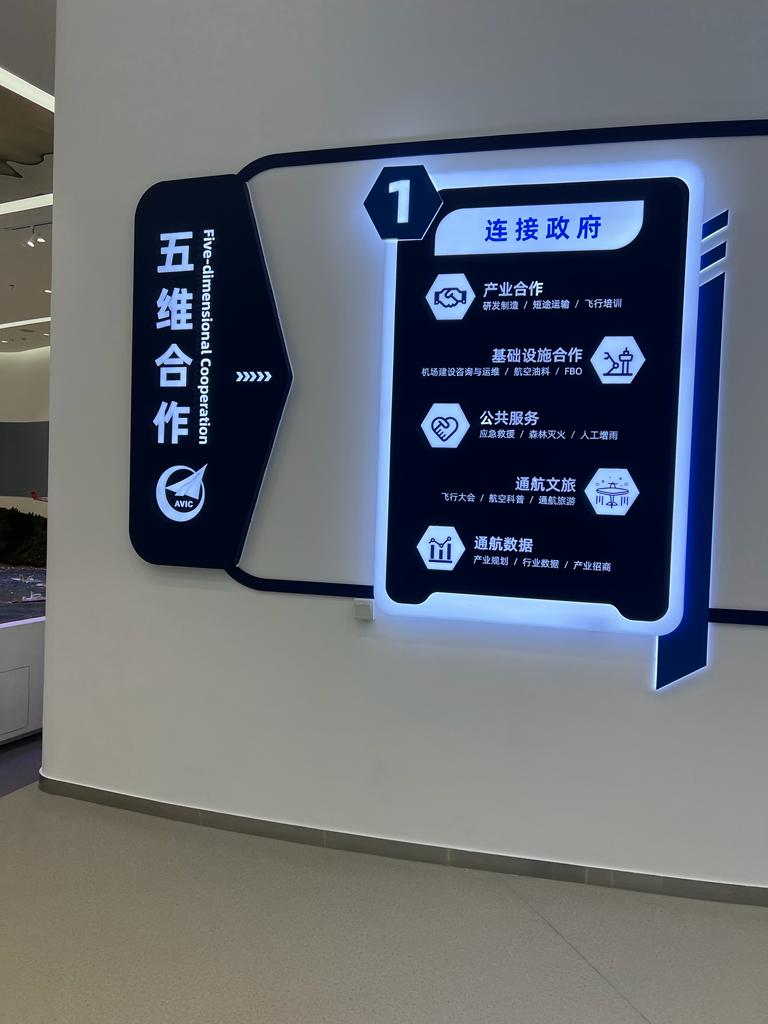 五维合作
Five-dimensional Cooperation
AVIC
1
连接政府
产业合作
研发制造 / 短途运输 / 飞行培训
基础设施合作
机场建设咨询与运维 / 航空油料 / FBO
公共服务
应急救援 / 森林灭火 / 人工增雨
通航文旅
飞行大会 / 航空科普 / 通航旅游
通航数据
产业规划 / 行业数据 / 产业招商